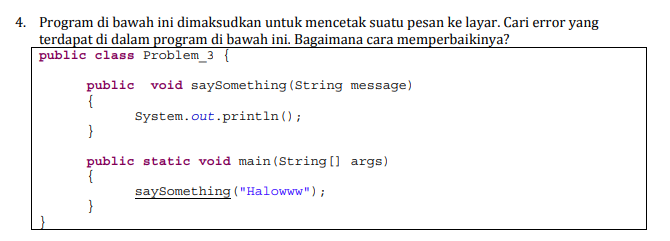 4. Program di bawah ini dimaksudkan untuk mencetak suatu pesan ke layar. Cari error yang
terdapat di dalam program di bawah ini. Bagaimana cara memperbaikinya?
public class Problem_3 {
public void saySomething(String message)
{
System.out.println();
}
public static void main(String[] args)
{
saySomething("Halowww");
}
}